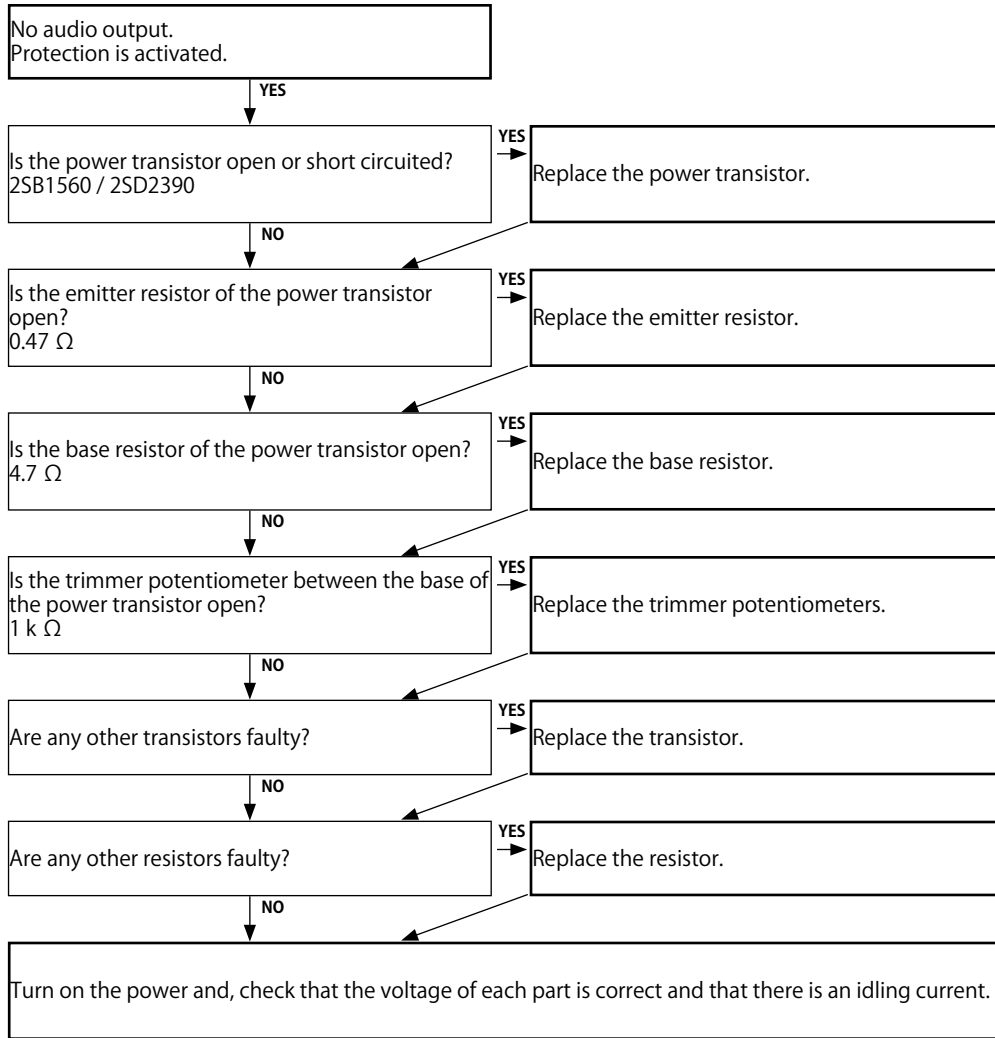 No audio output.
Protection is activated.
YES
Is the power transistor open or short circuited?
2SB1560 / 2SD2390
YES
Replace the power transistor.
NO
Is the emitter resistor of the power transistor
open?
0.47 Ω
YES
Replace the emitter resistor.
NO
Is the base resistor of the power transistor open?
4.7 Ω
YES
Replace the base resistor.
NO
Is the trimmer potentiometer between the base of
the power transistor open?
1 k Ω
YES
Replace the trimmer potentiometers.
NO
Are any other transistors faulty?
YES
Replace the transistor.
NO
Are any other resistors faulty?
YES
Replace the resistor.
NO
Turn on the power and, check that the voltage of each part is correct and that there is an idling current.